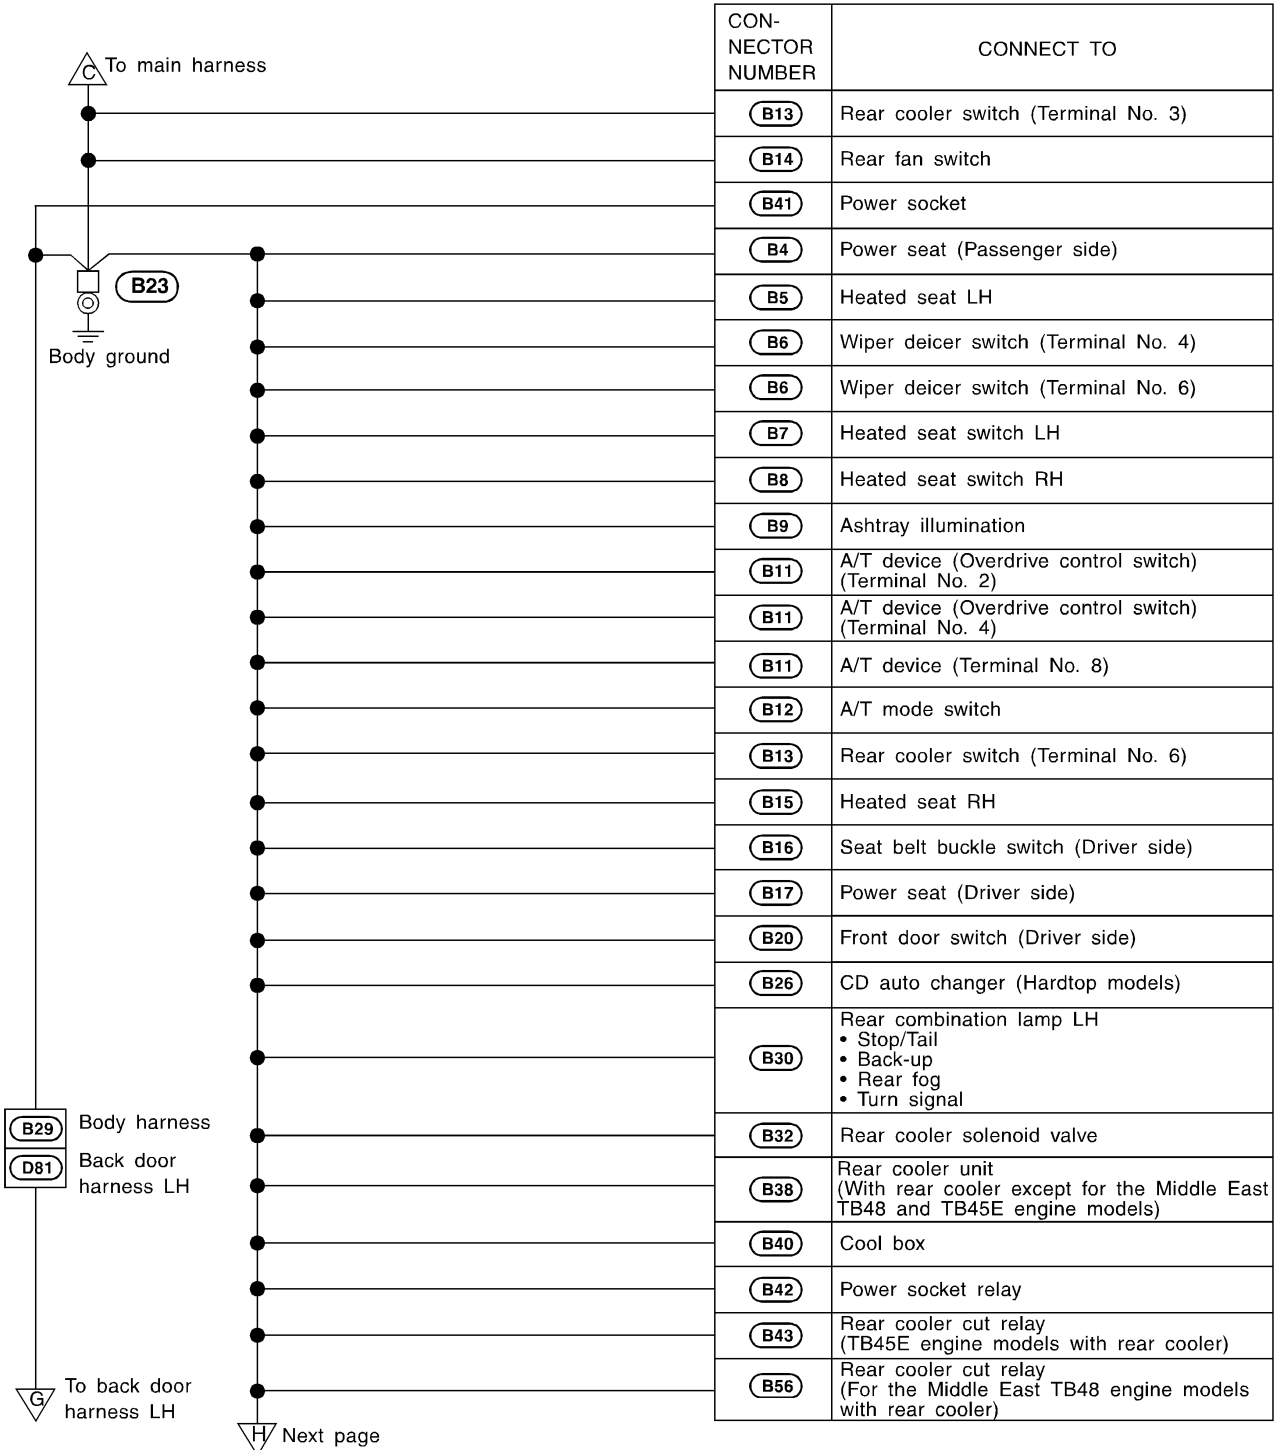 CON-
NECTOR
NUMBER
CONNECT TO
C To main harness
B13 Rear cooler switch (Terminal No. 3)
B14 Rear fan switch
B41 Power socket
B4 Power seat (Passenger side)
B23
Body ground
B5 Heated seat LH
B6 Wiper deicer switch (Terminal No. 4)
B6 Wiper deicer switch (Terminal No. 6)
B7 Heated seat switch LH
B8 Heated seat switch RH
B9 Ashtray illumination
B11 A/T device (Overdrive control switch)
(Terminal No. 2)
B11 A/T device (Overdrive control switch)
(Terminal No. 4)
B11 A/T device (Terminal No. 8)
B12 A/T mode switch
B13 Rear cooler switch (Terminal No. 6)
B15 Heated seat RH
B16 Seat belt buckle switch (Driver side)
B17 Power seat (Driver side)
B20 Front door switch (Driver side)
B26 CD auto changer (Hardtop models)
B30 Rear combination lamp LH
• Stop/Tail
• Back-up
• Rear fog
• Turn signal
B29 Body harness
D81 Back door
harness LH
B32 Rear cooler solenoid valve
B38 Rear cooler unit
(With rear cooler except for the Middle East
TB48 and TB45E engine models)
B40 Cool box
B42 Power socket relay
B43 Rear cooler cut relay
(TB45E engine models with rear cooler)
B56 Rear cooler cut relay
(For the Middle East TB48 engine models
with rear cooler)
G To back door
harness LH
H Next page